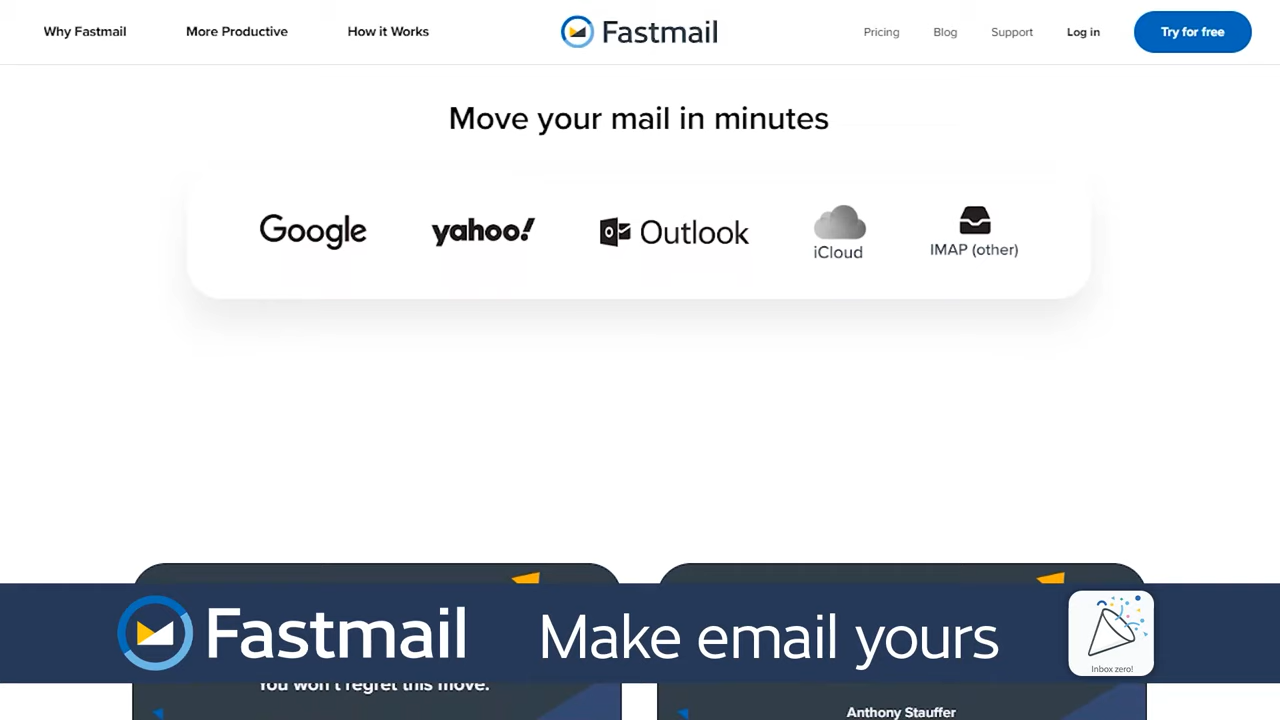 Why Fastmail More Productive How it Works Fastmail Pricing Blog Support Log in Try for free
Move your mail in minutes
Google yahoo! Outlook iCloud IMAP (other)
Fastmail Make email yours
Inbox zero!
You won't regret this move.
Anthony Stauffer